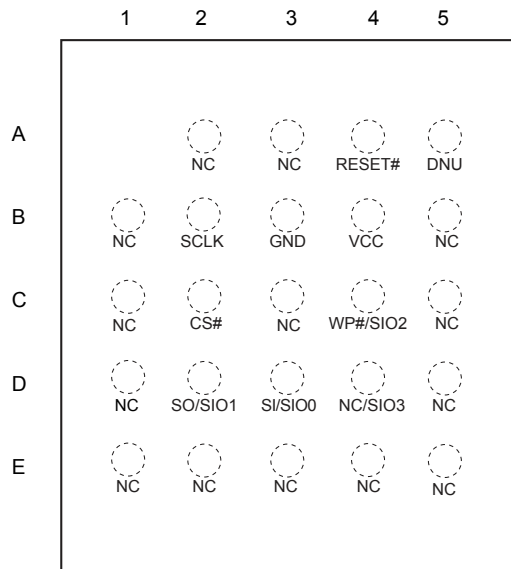 1 2 3 4 5
A
NC NC RESET# DNU
B
NC SCLK GND VCC NC
C
NC CS# NC WP#/SIO2 NC
D
NC SO/SIO1 SI/SIO0 NC/SIO3 NC
E
NC NC NC NC NC